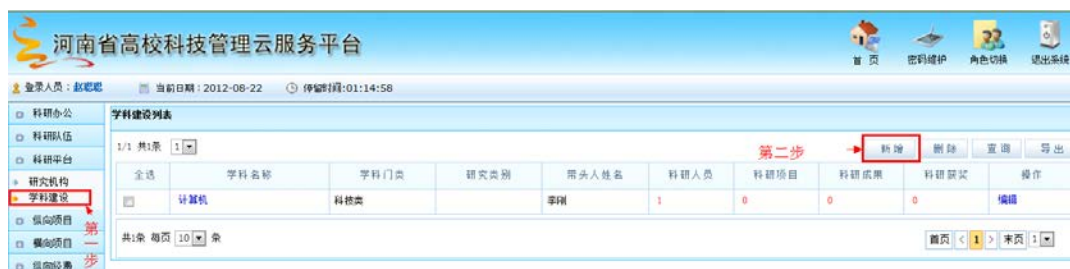 河南省高校科技管理云服务平台
首 页 密码维护 角色切换 退出系统
登录人员：赵聪聪 当前日期：2012-08-22 停留时间:01:14:58
科研办公
科研队伍
科研平台
研究机构
学科建设
纵向项目
横向项目
纵向经费
第一步
学科建设列表
1/1 共1条 1
第二步
新增 删除 查询 导出
全选 学科名称 学科门类 研究类别 带头人姓名 科研人员 科研项目 科研成果 科研获奖 操作
计算机 科技类 李刚 1 0 0 0 编辑
共1条 每页 10 条
首页 < 1 > 末页 1